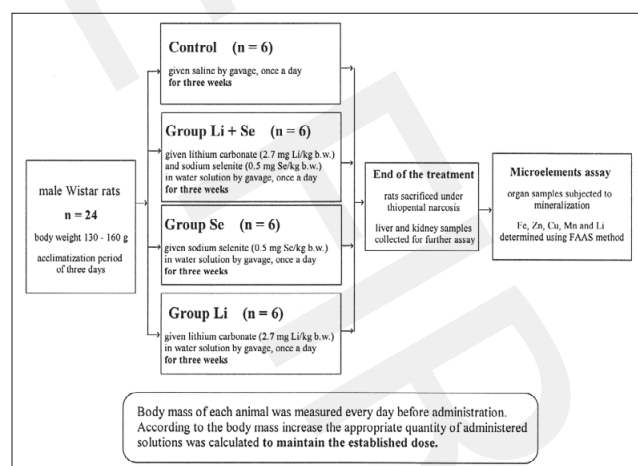 Control (n = 6)
given saline by gavage, once a day
for three weeks
Group Li + Se (n = 6)
given lithium carbonate (2.7 mg Li/kg b.w.)
and sodium selenite (0.5 mg Se/kg b.w.)
in water solution by gavage, once a day
for three weeks
male Wistar rats
n = 24
body weight 130 - 160 g
acclimatization period
of three days
Group Se (n = 6)
given sodium selenite (0.5 mg Se/kg b.w.)
in water solution by gavage, once a day
for three weeks
Group Li (n = 6)
given lithium carbonate (2.7 mg Li/kg b.w.)
in water solution by gavage, once a day
for three weeks
End of the treatment
rats sacrificed under
thiopental narcosis
liver and kidney samples
collected for further assay
Microelements assay
organ samples subjected to
mineralization
Fe, Zn, Cu, Mn and Li
determined using FAAS method
Body mass of each animal was measured every day before administration.
According to the body mass increase the appropriate quantity of administered
solutions was calculated to maintain the established dose.